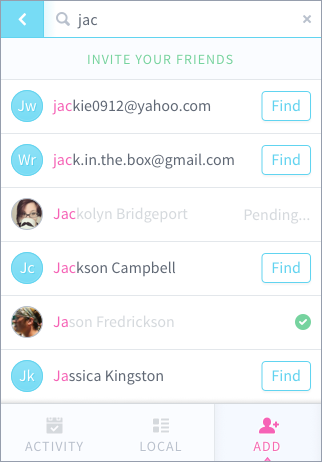 jac
INVITE YOUR FRIENDS
Jw jackie0912@yahoo.com Find
Wr jack.in.the.box@gmail.com Find
Jackolyn Bridgeport Pending...
Jc Jackson Campbell Find
Jason Fredrickson
Jk Jassica Kingston Find
ACTIVITY LOCAL ADD